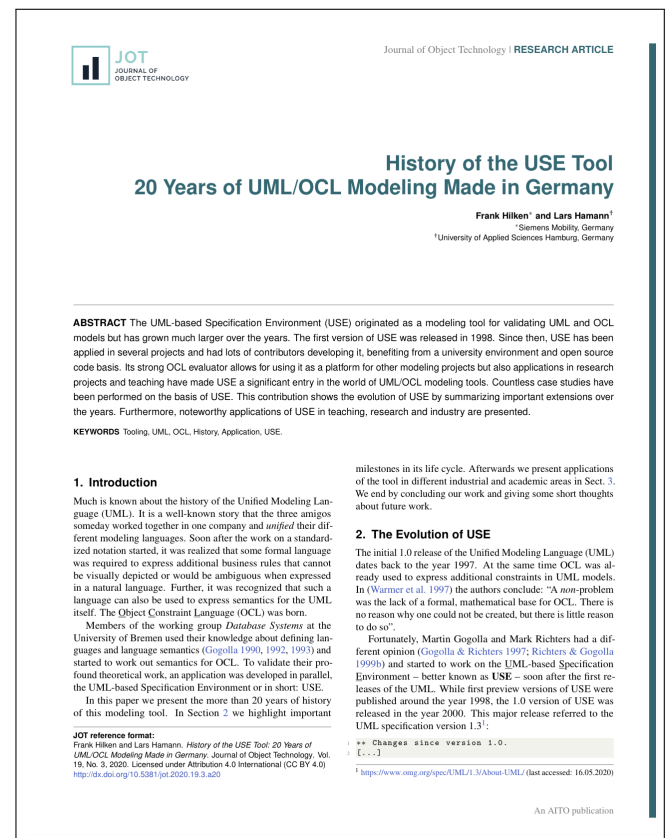 JOT
JOURNAL OF
OBJECT TECHNOLOGY
Journal of Object Technology | RESEARCH ARTICLE
History of the USE Tool
20 Years of UML/OCL Modeling Made in Germany
Frank Hilken* and Lars Hamann†
*Siemens Mobility, Germany
†University of Applied Sciences Hamburg, Germany
ABSTRACT The UML-based Specification Environment (USE) originated as a modeling tool for validating UML and OCL
models but has grown much larger over the years. The first version of USE was released in 1998. Since then, USE has been
applied in several projects and had lots of contributors developing it, benefiting from a university environment and open source
code basis. Its strong OCL evaluator allows for using it as a platform for other modeling projects but also applications in research
projects and teaching have made USE a significant entry in the world of UML/OCL modeling tools. Countless case studies have
been performed on the basis of USE. This contribution shows the evolution of USE by summarizing important extensions over
the years. Furthermore, noteworthy applications of USE in teaching, research and industry are presented.
KEYWORDS Tooling, UML, OCL, History, Application, USE.
1. Introduction
Much is known about the history of the Unified Modeling Lan-
guage (UML). It is a well-known story that the three amigos
someday worked together in one company and unified their dif-
ferent modeling languages. Soon after the work on a standard-
ized notation started, it was realized that some formal language
was required to express additional business rules that cannot
be visually depicted or would be ambiguous when expressed
in a natural language. Further, it was recognized that such a
language can also be used to express semantics for the UML
itself. The Object Constraint Language (OCL) was born.
Members of the working group Database Systems at the
University of Bremen used their knowledge about defining lan-
guages and language semantics (Gogolla 1990, 1992, 1993) and
started to work out semantics for OCL. To validate their pro-
found theoretical work, an application was developed in parallel,
the UML-based Specification Environment or in short: USE.
In this paper we present the more than 20 years of history
of this modeling tool. In Section 2 we highlight important
JOT reference format:
Frank Hilken and Lars Hamann. History of the USE Tool: 20 Years of
UML/OCL Modeling Made in Germany. Journal of Object Technology. Vol.
19, No. 3, 2020. Licensed under Attribution 4.0 International (CC BY 4.0)
http://dx.doi.org/10.5381/jot.2020.19.3.a20
milestones in its life cycle. Afterwards we present applications
of the tool in different industrial and academic areas in Sect. 3.
We end by concluding our work and giving some short thoughts
about future work.
2. The Evolution of USE
The initial 1.0 release of the Unified Modeling Language (UML)
dates back to the year 1997. At the same time OCL was al-
ready used to express additional constraints in UML models.
In (Warmer et al. 1997) the authors conclude: “A non-problem
was the lack of a formal, mathematical base for OCL. There is
no reason why one could not be created, but there is little reason
to do so”.
Fortunately, Martin Gogolla and Mark Richters had a dif-
ferent opinion (Gogolla & Richters 1997; Richters & Gogolla
1999b) and started to work on the UML-based Specification
Environment – better known as USE – soon after the first re-
leases of the UML. While first preview versions of USE were
published around the year 1998, the 1.0 version of USE was
released in the year 2000. This major release referred to the
UML specification version 1.3¹:
1 ** Changes since version 1.0.
2 [...]
¹ https://www.omg.org/spec/UML/1.3/About-UML/ (last accessed: 16.05.2020)
An AITO publication